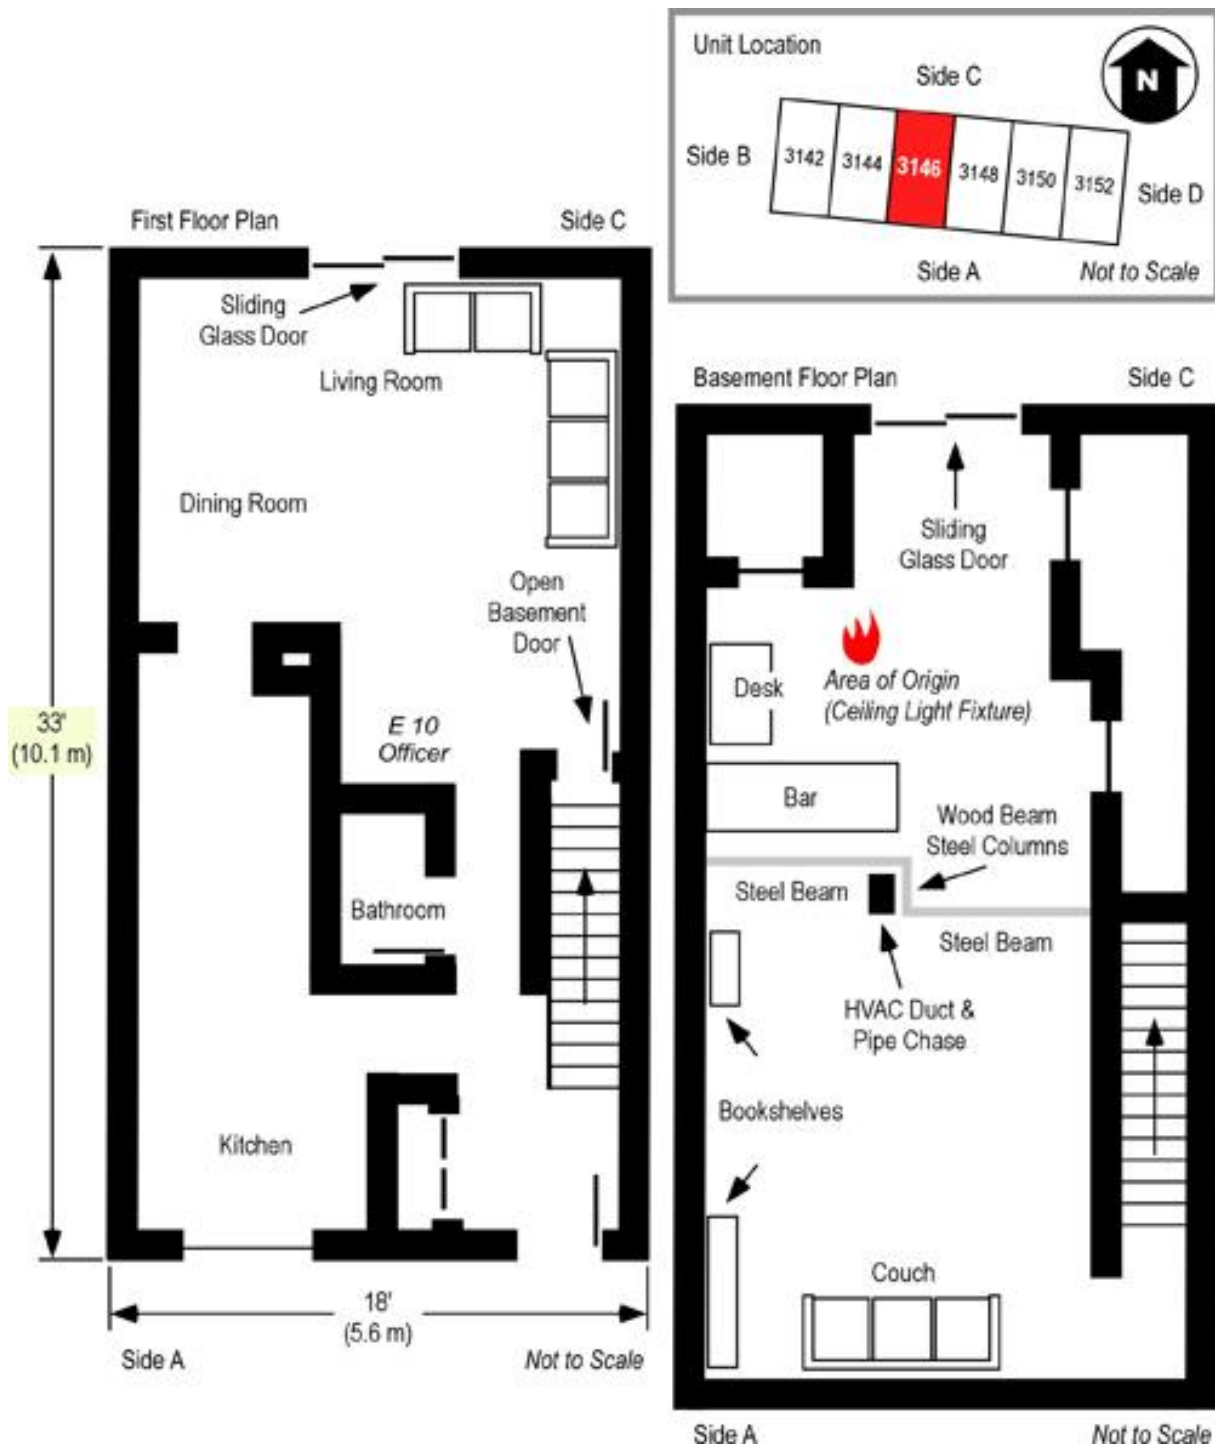 Unit Location
N
Side C
Side B
3142
3144
3146
3148
3150
3152
Side D
Side A
Not to Scale
First Floor Plan
Side C
Sliding
Glass Door
Living Room
Dining Room
Open
Basement
Door
33'
(10.1 m)
E 10
Officer
Bathroom
Kitchen
18'
(5.6 m)
Side A
Not to Scale
Basement Floor Plan
Side C
Sliding
Glass Door
Desk
Area of Origin
(Ceiling Light Fixture)
Bar
Wood Beam
Steel Columns
Steel Beam
Steel Beam
HVAC Duct &
Pipe Chase
Bookshelves
Couch
Side A
Not to Scale